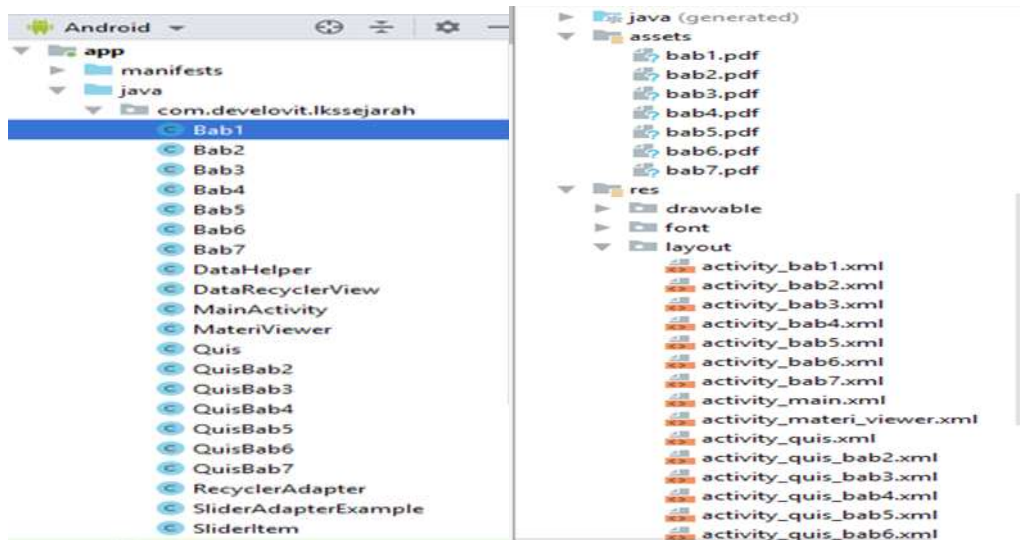 Android
app
manifests
java
com.develovit.lkssejarah
Bab1
Bab2
Bab3
Bab4
Bab5
Bab6
Bab7
DataHelper
DataRecyclerView
MainActivity
MateriViewer
Quis
QuisBab2
QuisBab3
QuisBab4
QuisBab5
QuisBab6
QuisBab7
RecyclerAdapter
SliderAdapterExample
SliderItem
java (generated)
assets
bab1.pdf
bab2.pdf
bab3.pdf
bab4.pdf
bab5.pdf
bab6.pdf
bab7.pdf
res
drawable
font
layout
activity_bab1.xml
activity_bab2.xml
activity_bab3.xml
activity_bab4.xml
activity_bab5.xml
activity_bab6.xml
activity_bab7.xml
activity_main.xml
activity_materi_viewer.xml
activity_quis.xml
activity_quis_bab2.xml
activity_quis_bab3.xml
activity_quis_bab4.xml
activity_quis_bab5.xml
activity_quis_bab6.xml